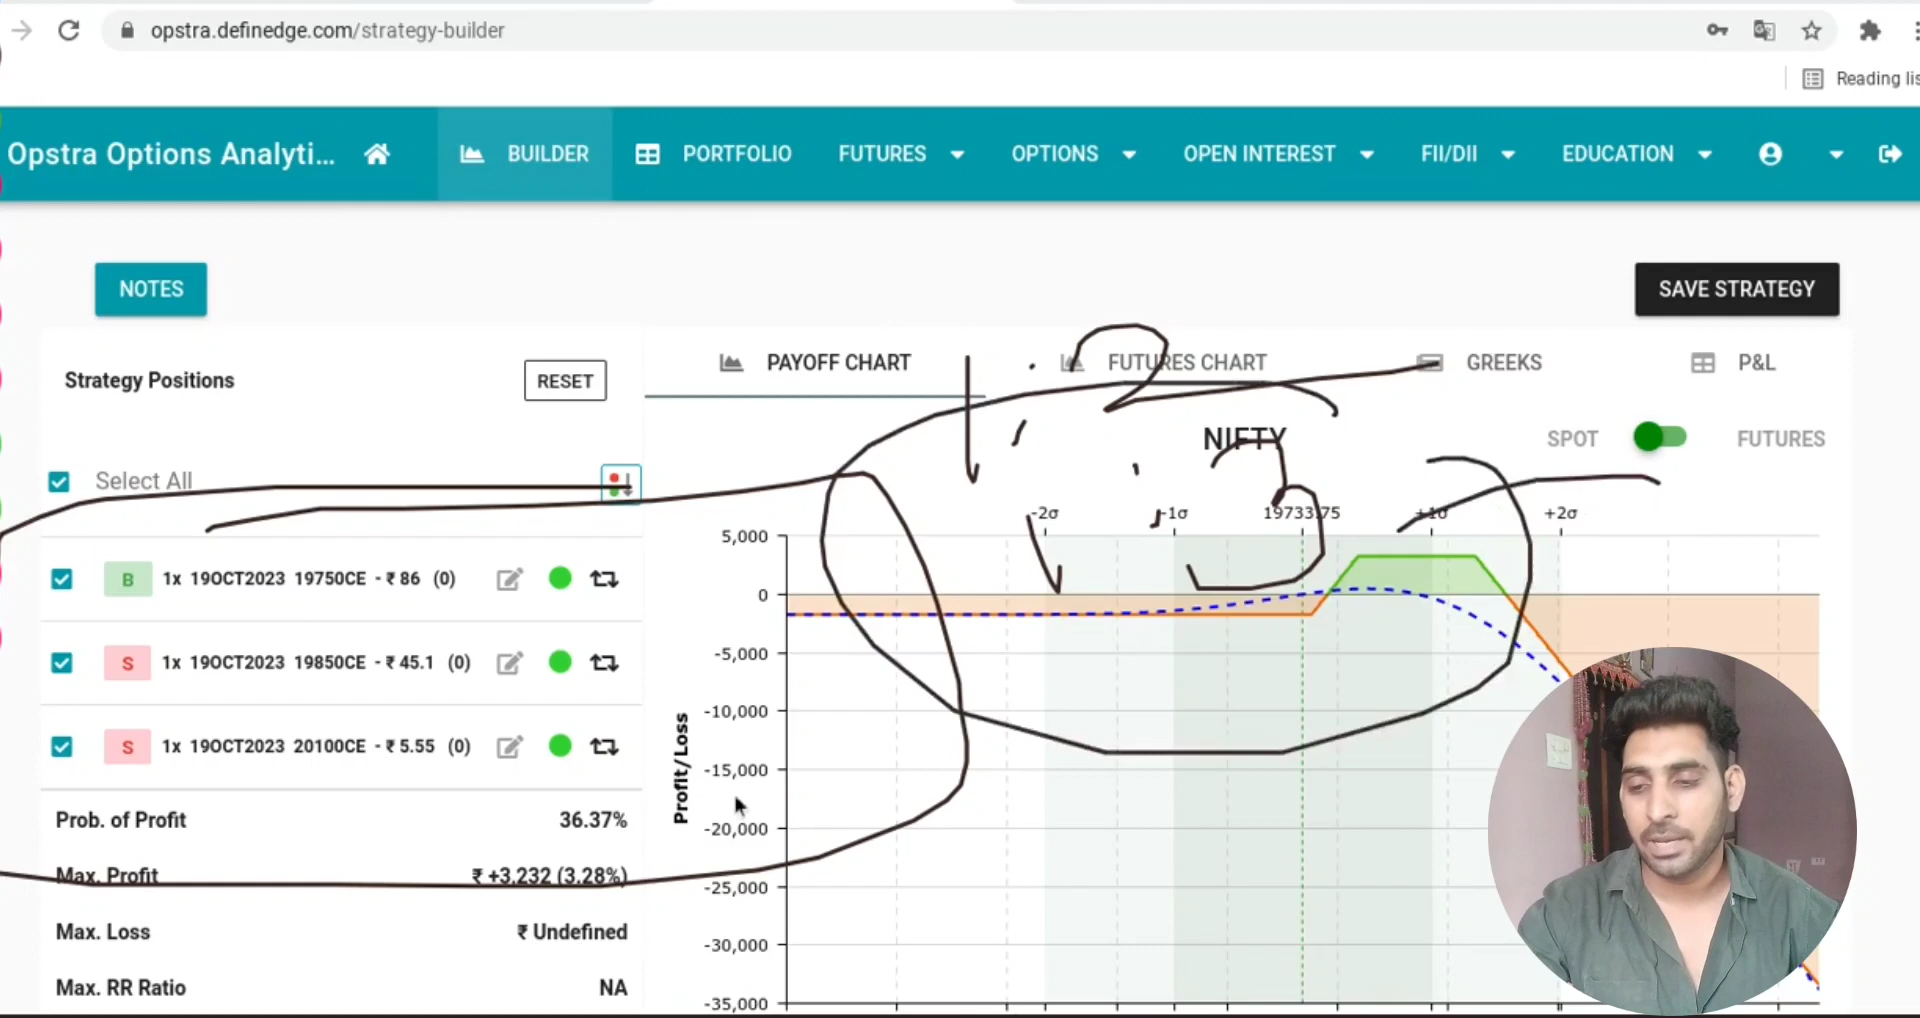 opstra.definedge.com/strategy-builder
Reading lis
Opstra Options Analyti...
BUILDER
PORTFOLIO
FUTURES
OPTIONS
OPEN INTEREST
FII/DII
EDUCATION
NOTES
SAVE STRATEGY
Strategy Positions
RESET
PAYOFF CHART
FUTURES CHART
GREEKS
P&L
NIFTY
SPOT
FUTURES
Select All
-2σ
-1σ
19733.75
+1σ
+2σ
B 1x 19OCT2023 19750CE - ₹ 86 (0)
S 1x 19OCT2023 19850CE - ₹ 45.1 (0)
S 1x 19OCT2023 20100CE - ₹ 5.55 (0)
Prob. of Profit 36.37%
Max. Profit ₹ +3,232 (3.28%)
Max. Loss ₹ Undefined
Max. RR Ratio NA
Profit/Loss
5,000
0
-5,000
-10,000
-15,000
-20,000
-25,000
-30,000
-35,000
1 : 2
1 : 3